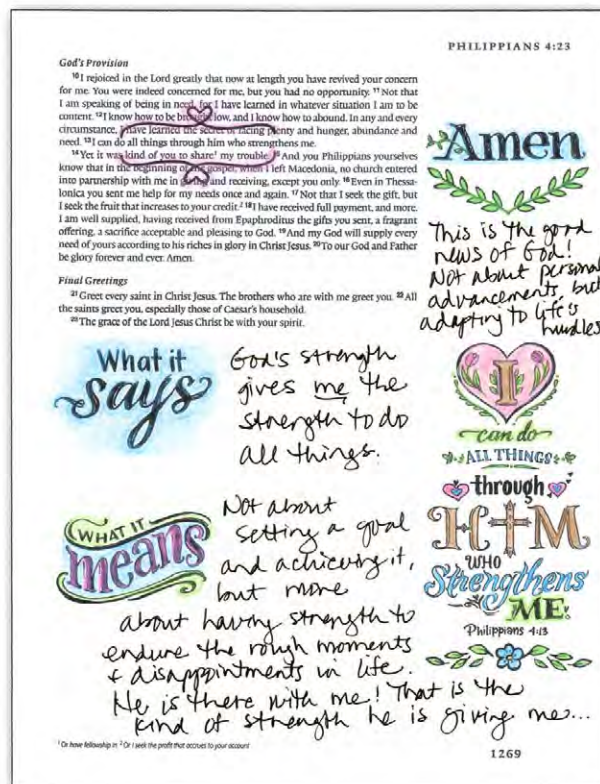 PHILIPPIANS 4:23
God's Provision
10 I rejoiced in the Lord greatly that now at length you have revived your concern
for me. You were indeed concerned for me, but you had no opportunity. 11 Not that
I am speaking of being in need, for I have learned in whatever situation I am to be
content. 12 I know how to be brought low, and I know how to abound. In any and every
circumstance, I have learned the secret of facing plenty and hunger, abundance and
need. 13 I can do all things through him who strengthens me.
14 Yet it was kind of you to share1 my trouble. 15 And you Philippians yourselves
know that in the beginning of the gospel, when I left Macedonia, no church entered
into partnership with me in giving and receiving, except you only. 16 Even in Thessa-
lonica you sent me help for my needs once and again. 17 Not that I seek the gift, but
I seek the fruit that increases to your credit.2 18 I have received full payment, and more.
I am well supplied, having received from Epaphroditus the gifts you sent, a fragrant
offering, a sacrifice acceptable and pleasing to God. 19 And my God will supply every
need of yours according to his riches in glory in Christ Jesus. 20 To our God and Father
be glory forever and ever. Amen.
Final Greetings
21 Greet every saint in Christ Jesus. The brothers who are with me greet you. 22 All
the saints greet you, especially those of Caesar's household.
23 The grace of the Lord Jesus Christ be with your spirit.
Amen
This is the good
news of God!
Not about personal
advancements, but
adapting to life's
hurdles
What it
says
God's strength
gives me the
strength to do
all things.
WHAT IT
means
Not about
setting a goal
and achieving it,
but more
about having strength to
endure the rough moments
& disappointments in life.
He is there with me! That is the
kind of strength he is giving me...
I
can do
ALL THINGS
through
HIM
WHO
Strengthens
ME!
Philippians 4:13
1 Or have fellowship in 2 Or I seek the profit that accrues to your account
1269